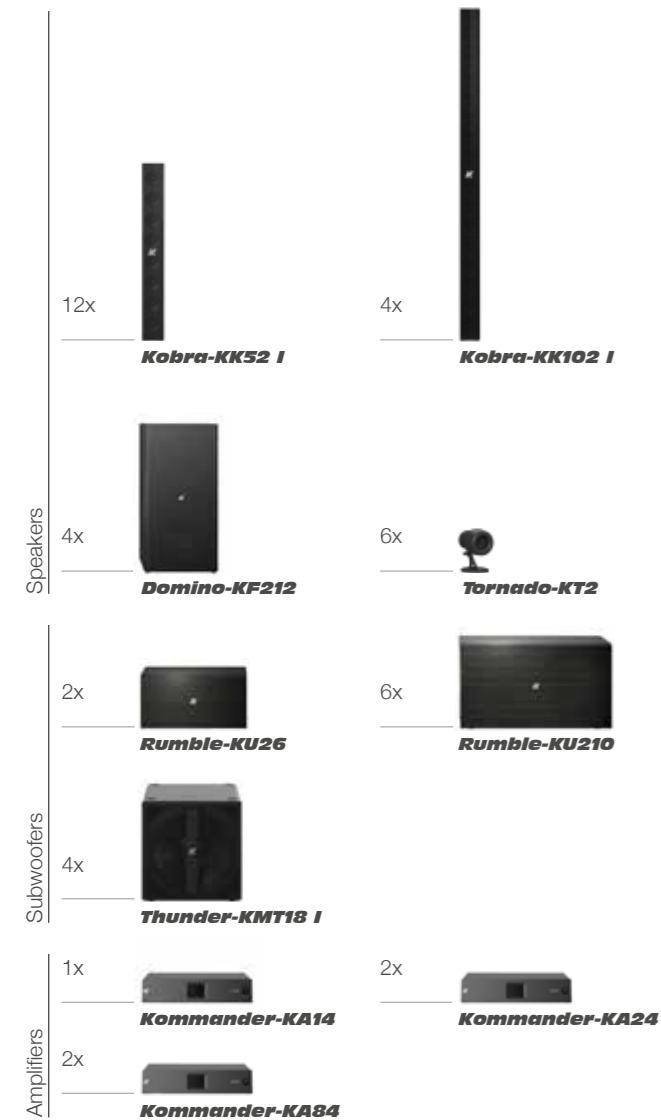 Speakers
12x
Kobra-KK52 I
4x
Kobra-KK102 I
4x
Domino-KF212
6x
Tornado-KT2
Subwoofers
2x
Rumble-KU26
6x
Rumble-KU210
4x
Thunder-KMT18 I
Amplifiers
1x
Kommander-KA14
2x
Kommander-KA24
2x
Kommander-KA84